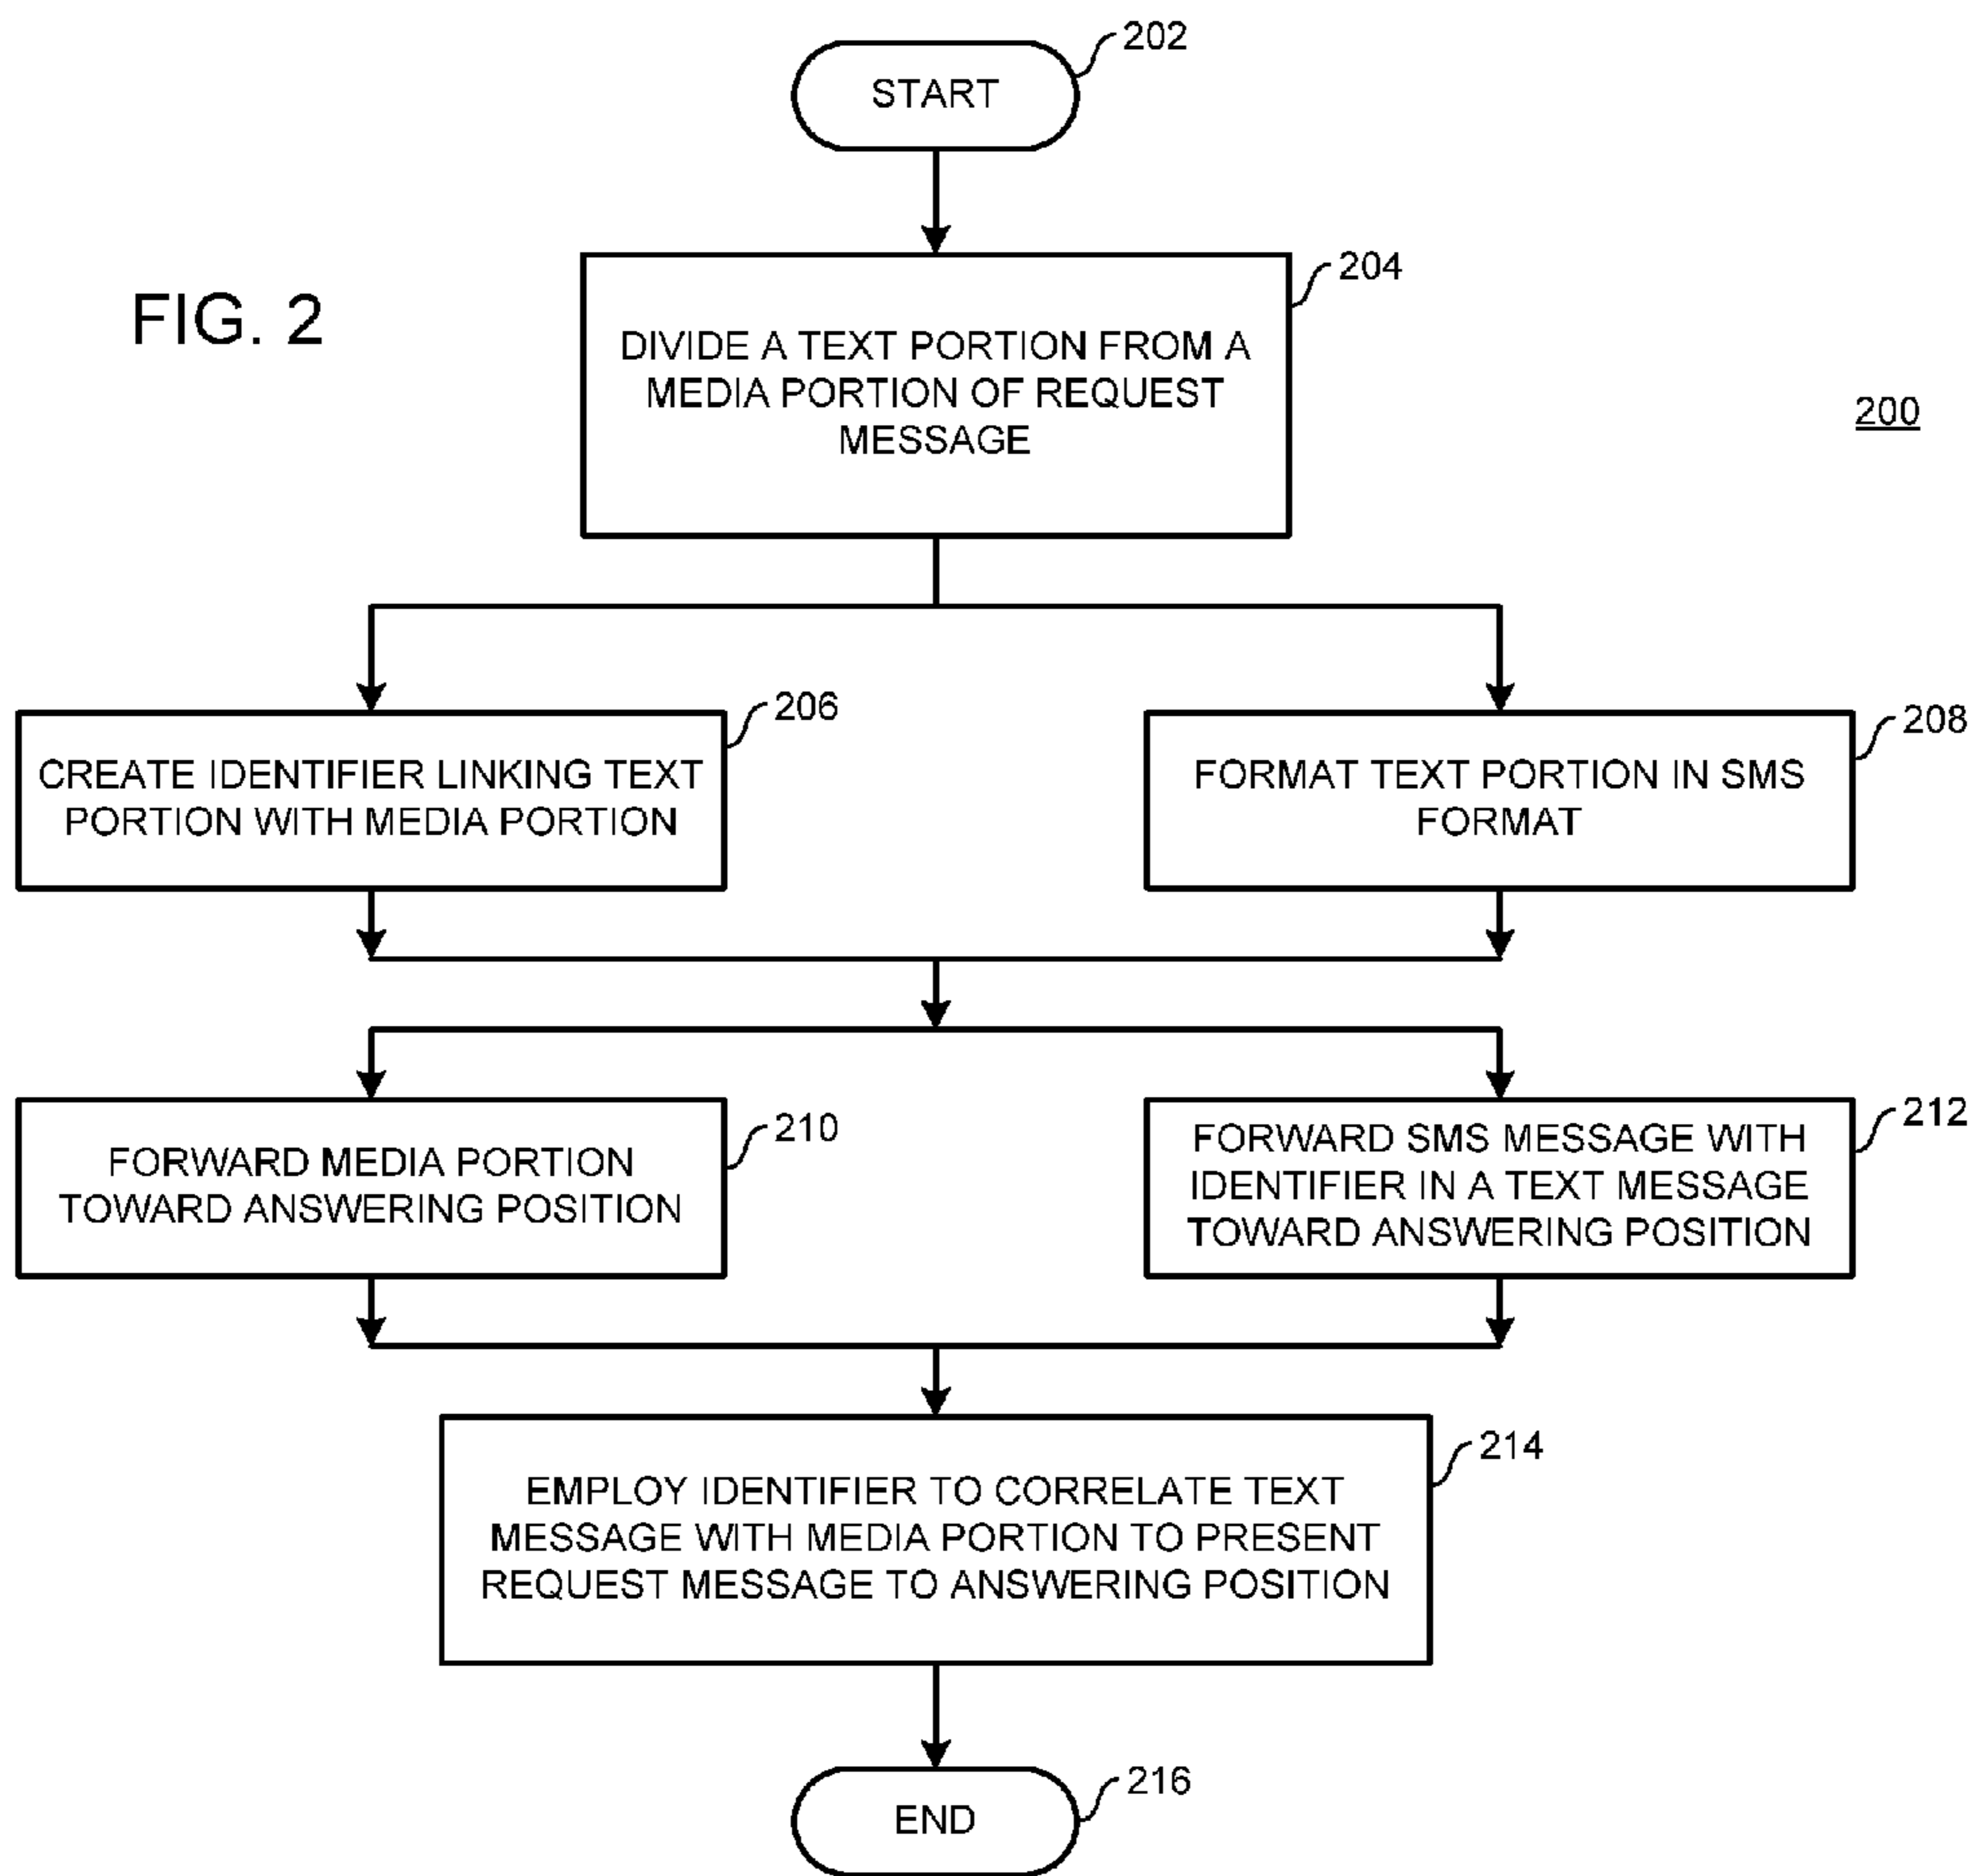 202
START
204
FIG. 2
DIVIDE A TEXT PORTION FROM A
MEDIA PORTION OF REQUEST
MESSAGE
200
206
208
CREATE IDENTIFIER LINKING TEXT
PORTION WITH MEDIA PORTION
FORMAT TEXT PORTION IN SMS
FORMAT
210
212
FORWARD MEDIA PORTION
TOWARD ANSWERING POSITION
FORWARD SMS MESSAGE WITH
IDENTIFIER IN A TEXT MESSAGE
TOWARD ANSWERING POSITION
214
EMPLOY IDENTIFIER TO CORRELATE TEXT
MESSAGE WITH MEDIA PORTION TO PRESENT
REQUEST MESSAGE TO ANSWERING POSITION
216
END